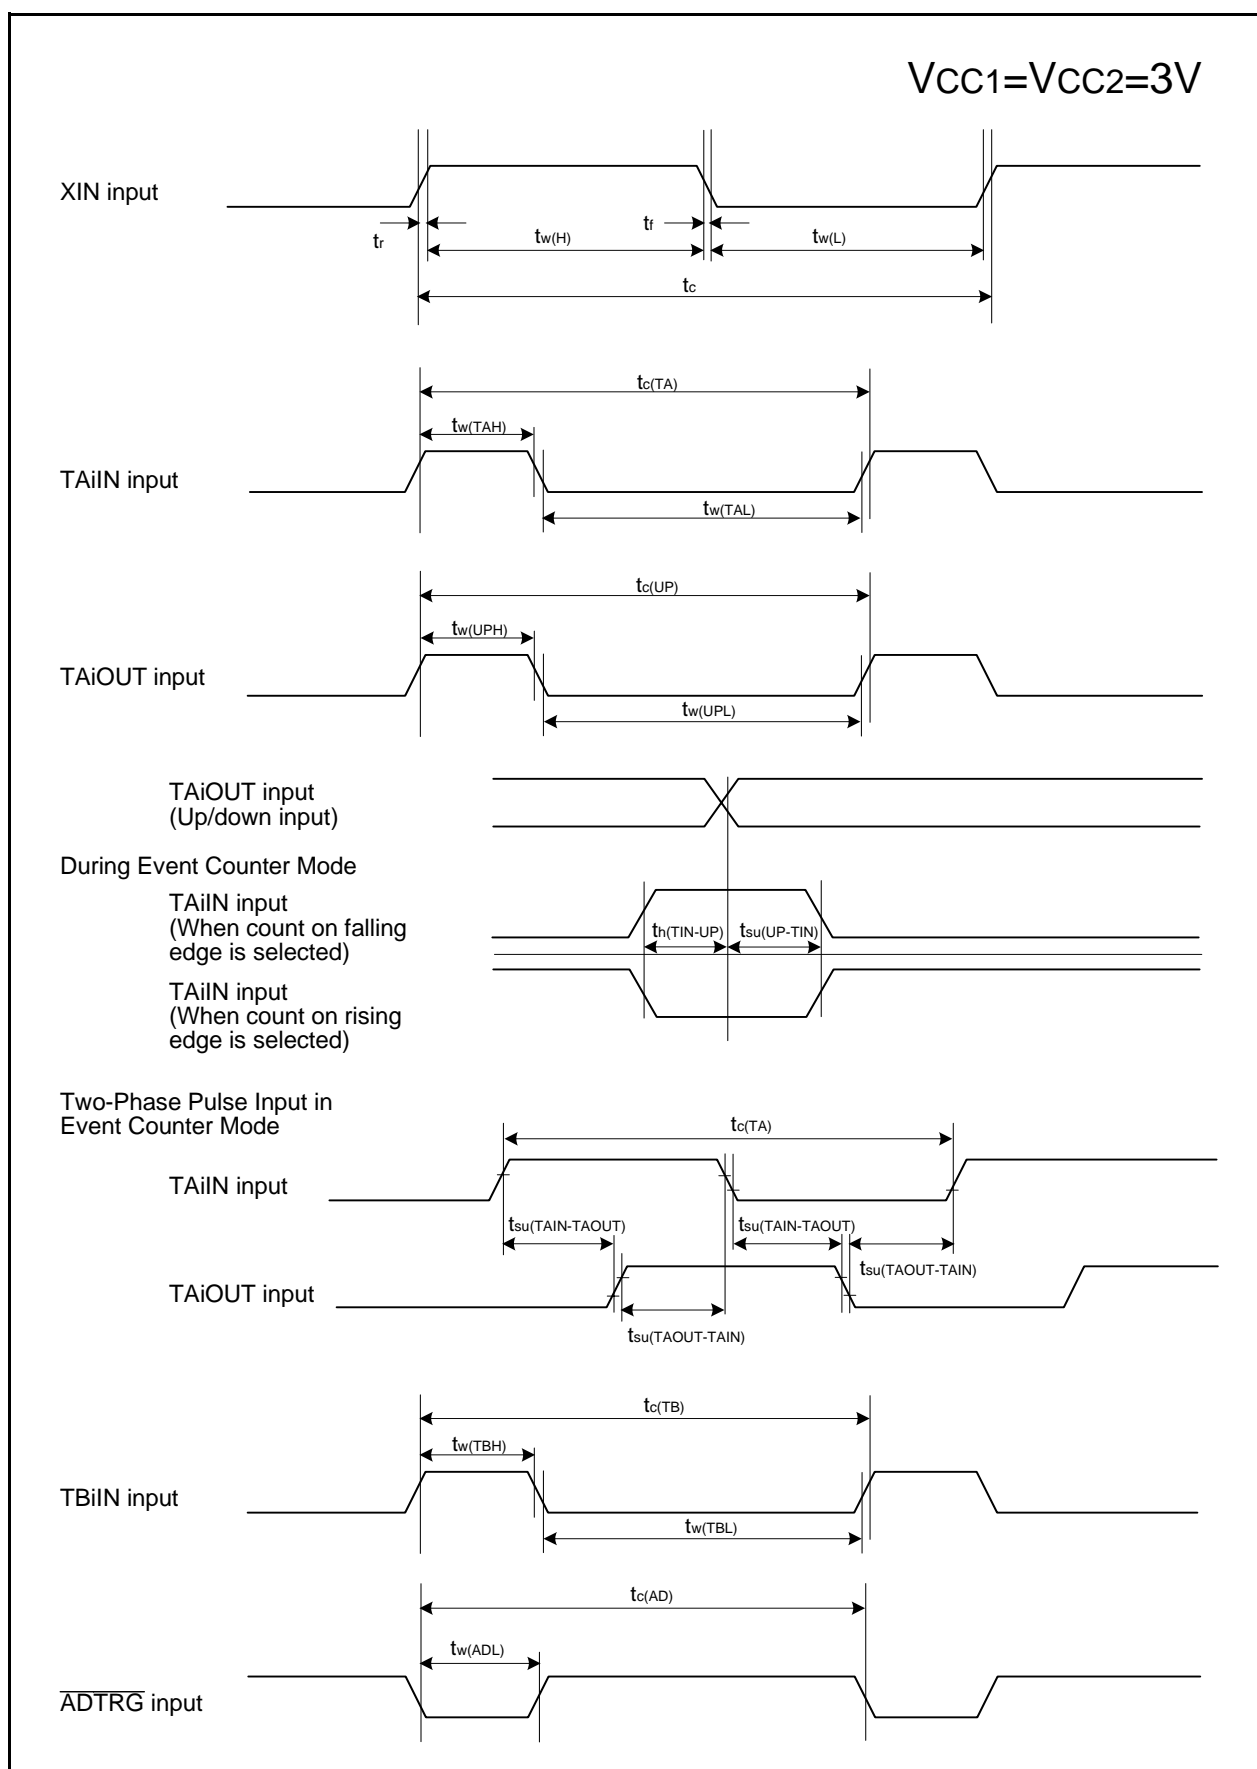 VCC1=VCC2=3V
XIN input
tr
tw(H)
tf
tw(L)
tc
tc(TA)
tw(TAH)
TAiIN input
tw(TAL)
tc(UP)
tw(UPH)
TAiOUT input
tw(UPL)
TAiOUT input
(Up/down input)
During Event Counter Mode
TAiIN input
(When count on falling
edge is selected)
th(TIN-UP)
tsu(UP-TIN)
TAiIN input
(When count on rising
edge is selected)
Two-Phase Pulse Input in
Event Counter Mode
tc(TA)
TAiIN input
tsu(TAIN-TAOUT)
tsu(TAIN-TAOUT)
tsu(TAOUT-TAIN)
TAiOUT input
tsu(TAOUT-TAIN)
tc(TB)
tw(TBH)
TBiIN input
tw(TBL)
tc(AD)
tw(ADL)
ADTRG input